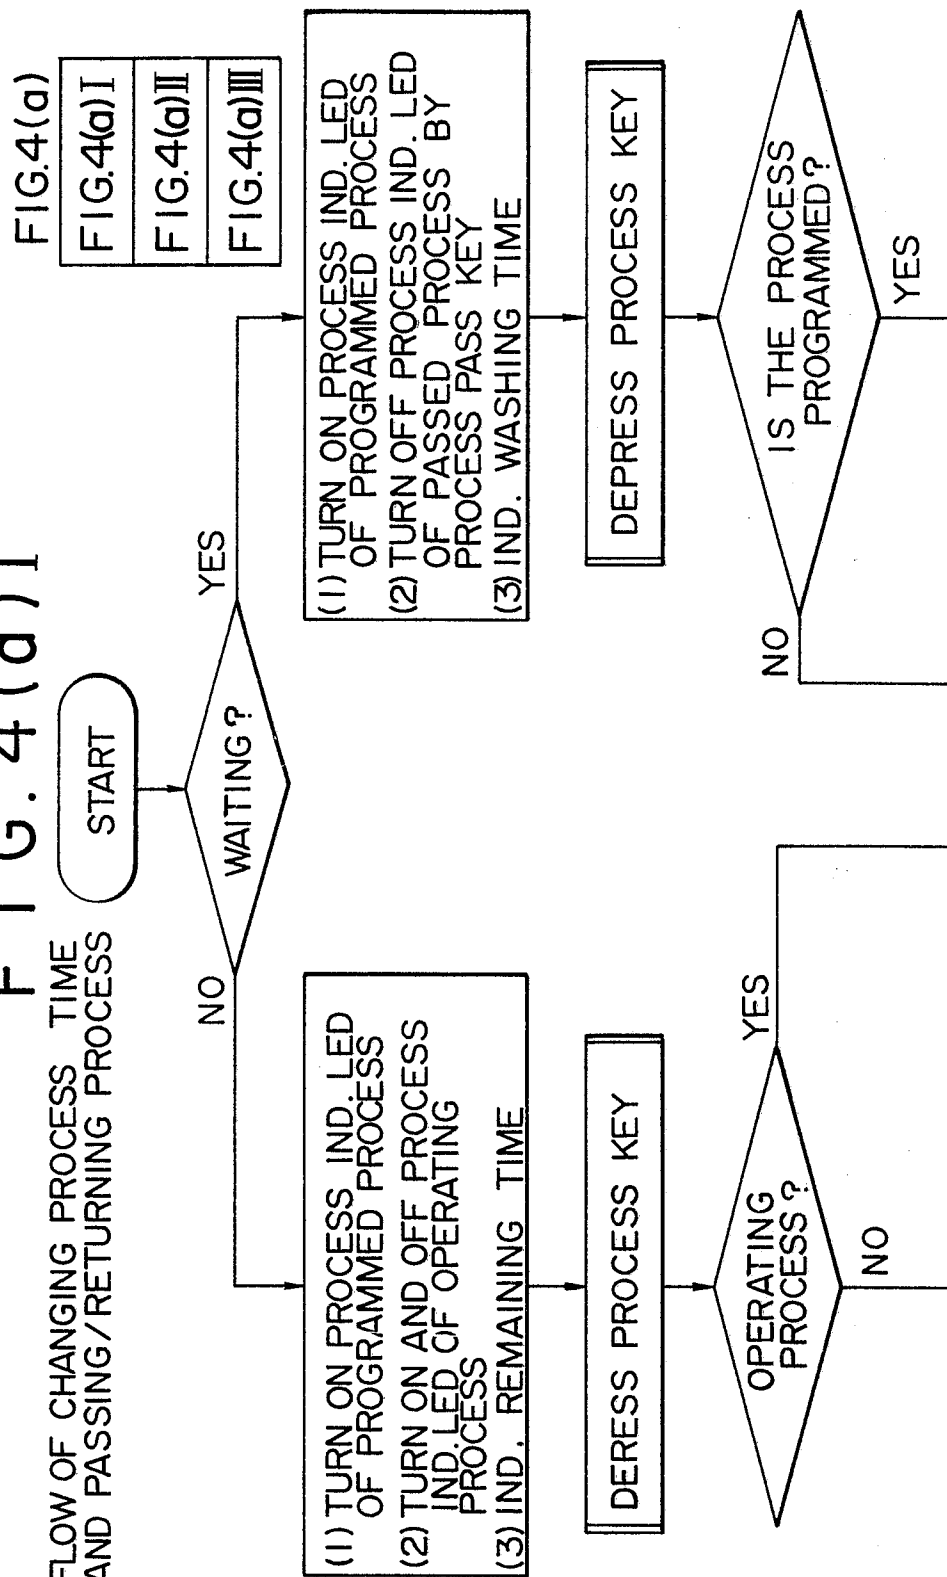 FIG. 4(a) I
FIG.4(a)
FIG.4(a) I
FIG.4(a) III
FIG.4(a) III
FLOW OF CHANGING PROCESS TIME
AND PASSING/RETURNING PROCESS
START
WAITING?
NO
YES
(1) TURN ON PROCESS IND. LED
OF PROGRAMMED PROCESS
(2) TURN ON AND OFF PROCESS
IND. LED OF OPERATING
PROCESS
(3) IND. REMAINING TIME
DERESS PROCESS KEY
OPERATING
PROCESS?
YES
NO
(1) TURN ON PROCESS IND. LED
OF PROGRAMMED PROCESS
(2) TURN OFF PROCESS IND. LED
OF PASSED PROCESS BY
PROCESS PASS KEY
(3) IND. WASHING TIME
DEPRESS PROCESS KEY
IS THE PROCESS
PROGRAMMED?
NO
YES